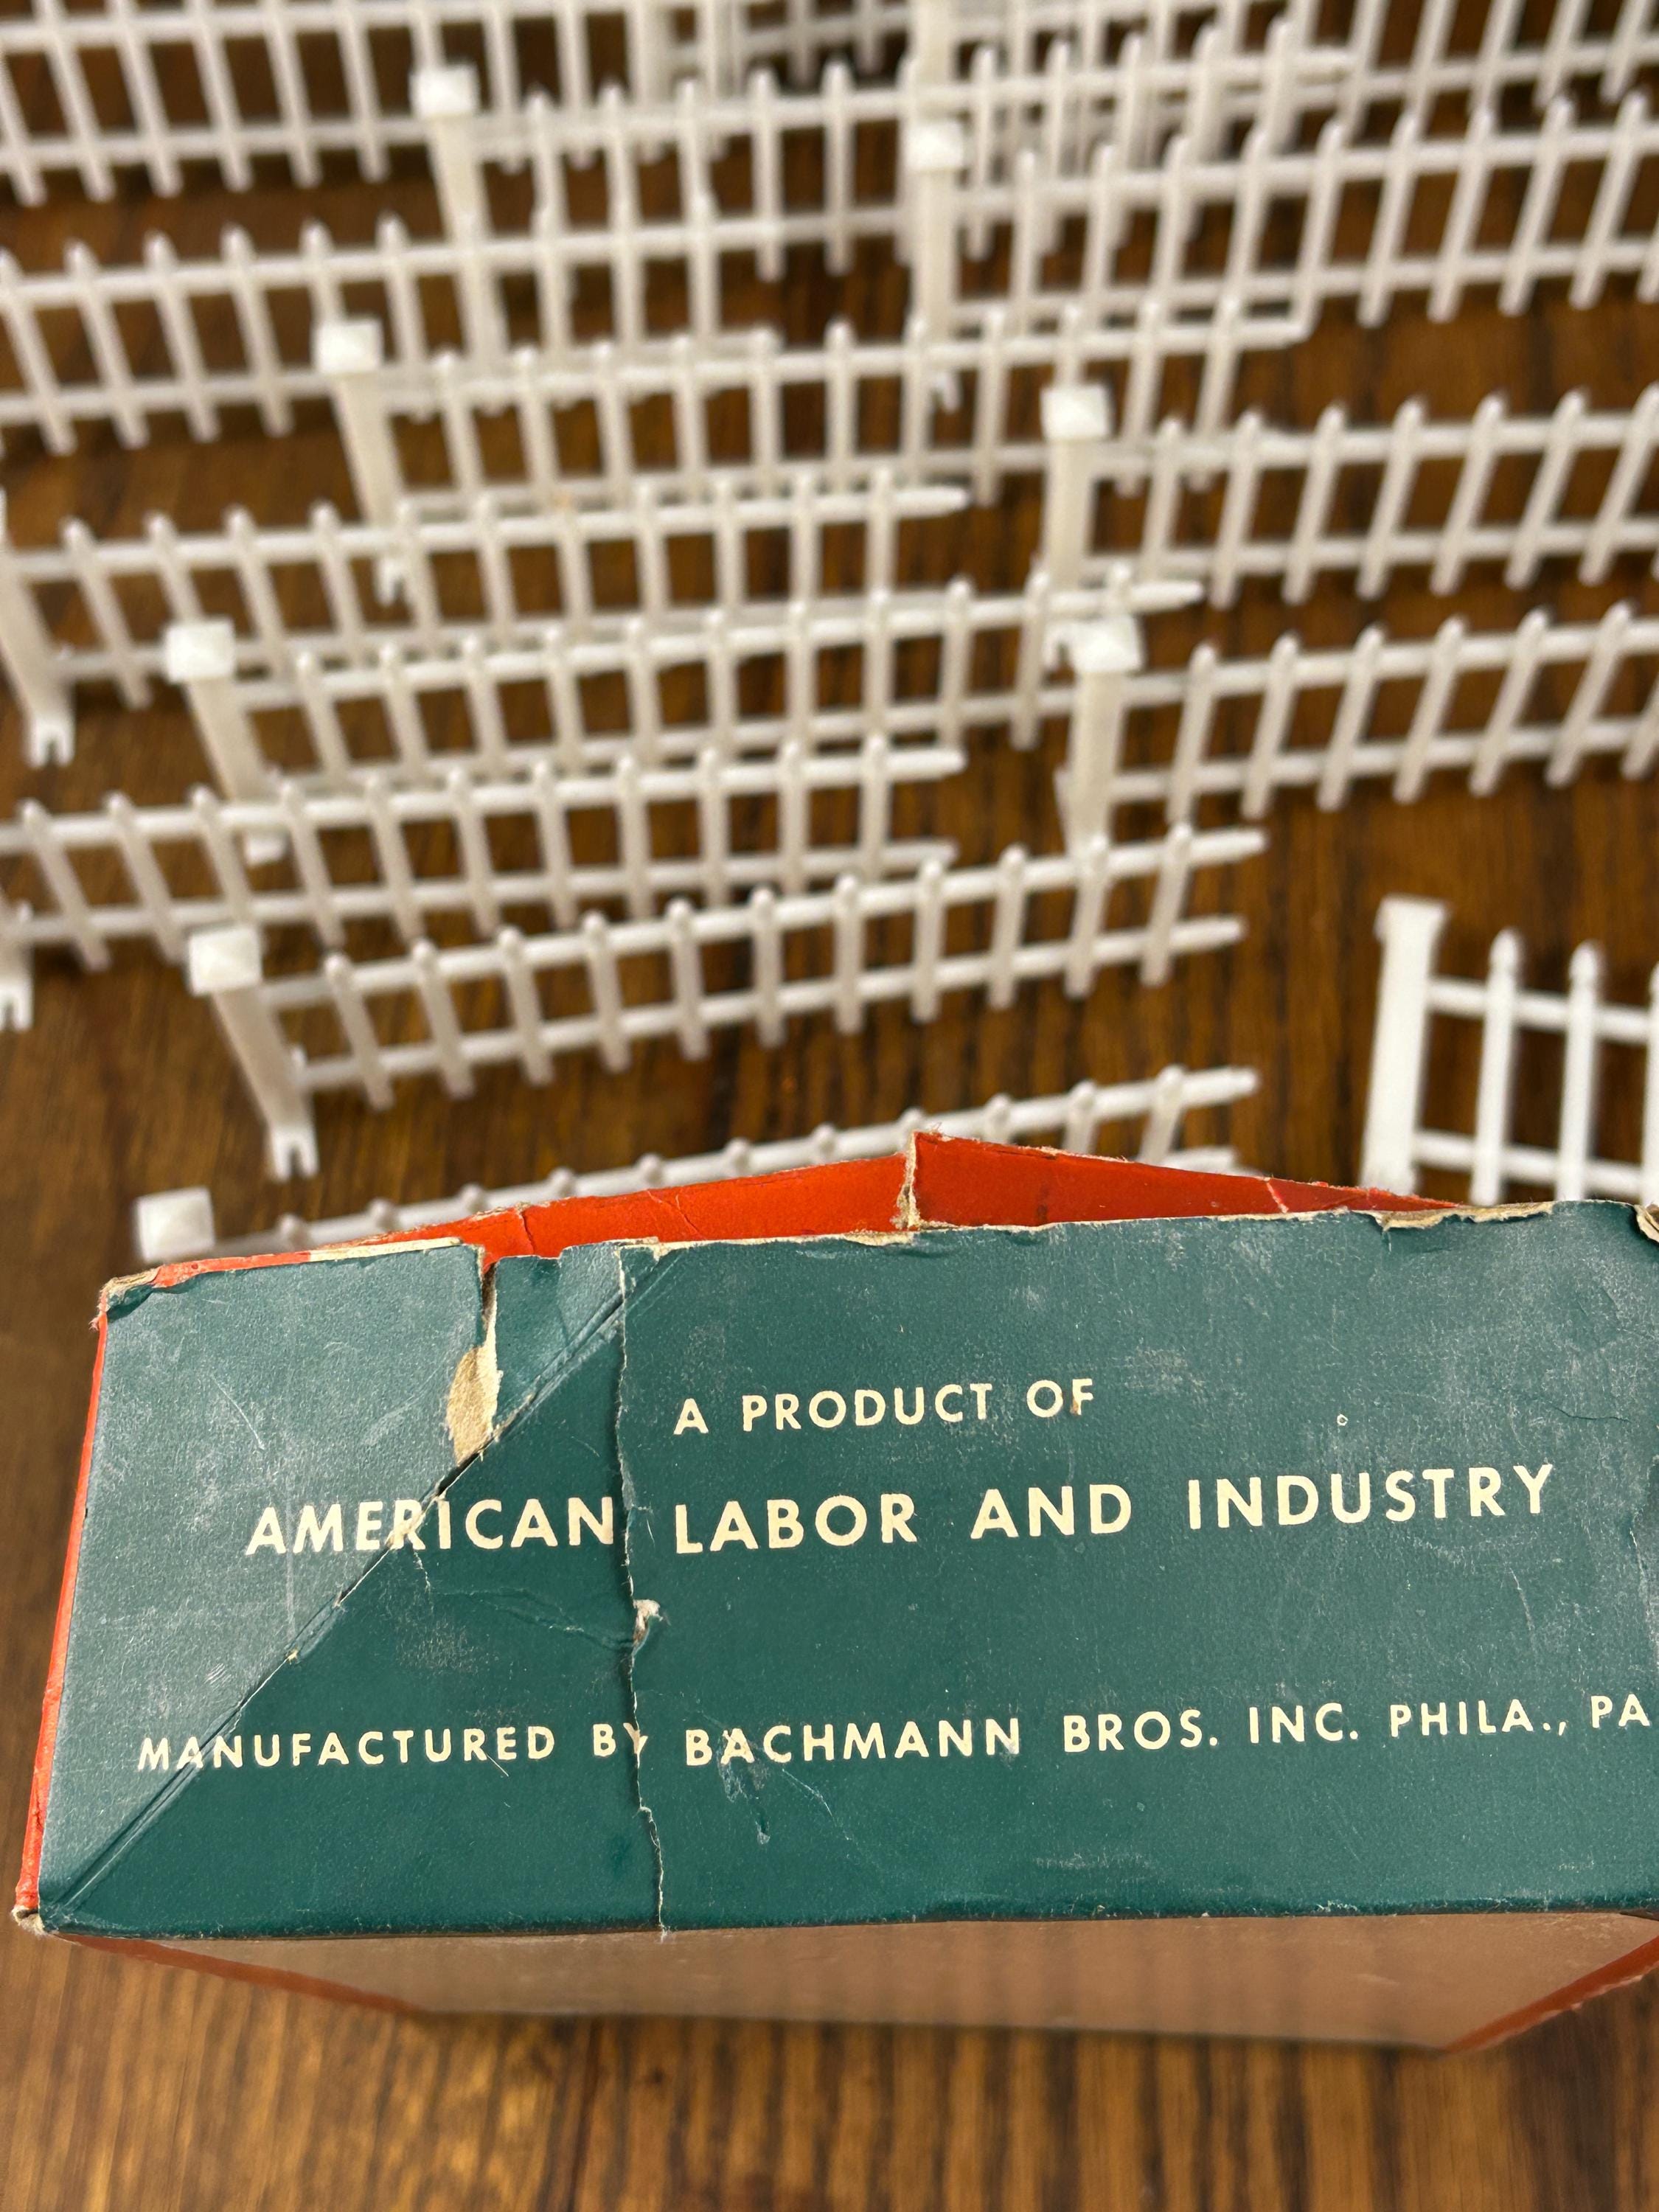 A PRODUCT OF
AMERICAN LABOR AND INDUSTRY
MANUFACTURED BY BACHMANN BROS. INC. PHILA., PA